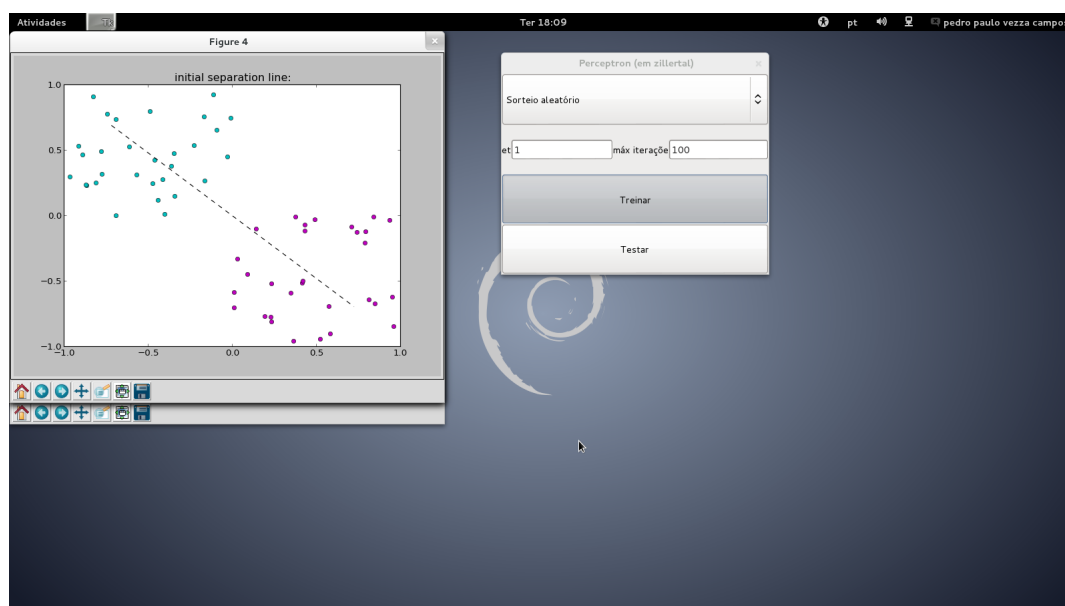 Atividades
Tk
Ter 18:09
pt
pedro paulo vezza campos
Figure 4
initial separation line:
1.0
0.5
0.0
−0.5
−1.0
−1.0
−0.5
0.0
0.5
1.0
Perceptron (em zillertal)
Sorteio aleatório
et 1 máx iteraçõe 100
Treinar
Testar